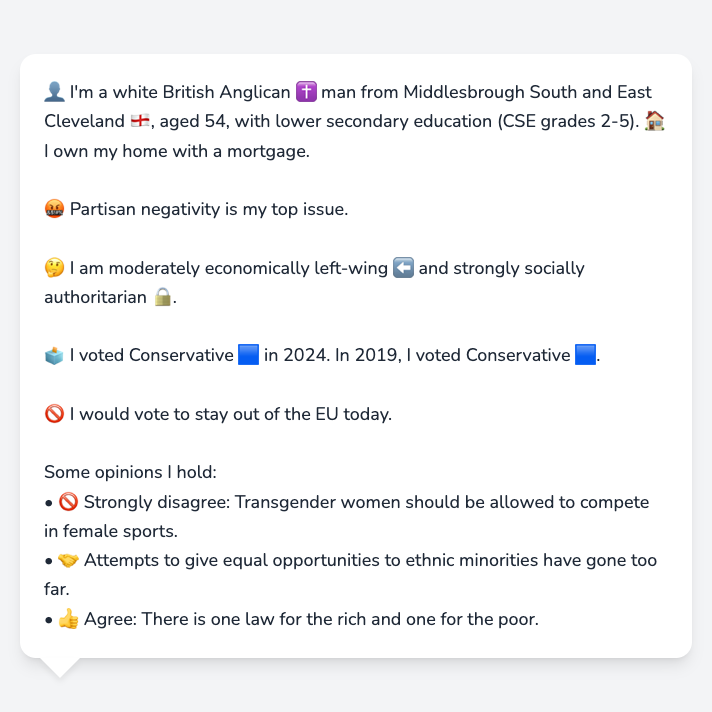 👤 I'm a white British Anglican ✝️ man from Middlesbrough South and East
Cleveland 🏴󠁧󠁢󠁥󠁮󠁧󠁿, aged 54, with lower secondary education (CSE grades 2-5). 🏠
I own my home with a mortgage.
🤬 Partisan negativity is my top issue.
🤔 I am moderately economically left-wing ⬅️ and strongly socially
authoritarian 🔒.
🗳️ I voted Conservative 🟦 in 2024. In 2019, I voted Conservative 🟦.
🚫 I would vote to stay out of the EU today.
Some opinions I hold:
• 🚫 Strongly disagree: Transgender women should be allowed to compete
in female sports.
• 🤝 Attempts to give equal opportunities to ethnic minorities have gone too
far.
• 👍 Agree: There is one law for the rich and one for the poor.